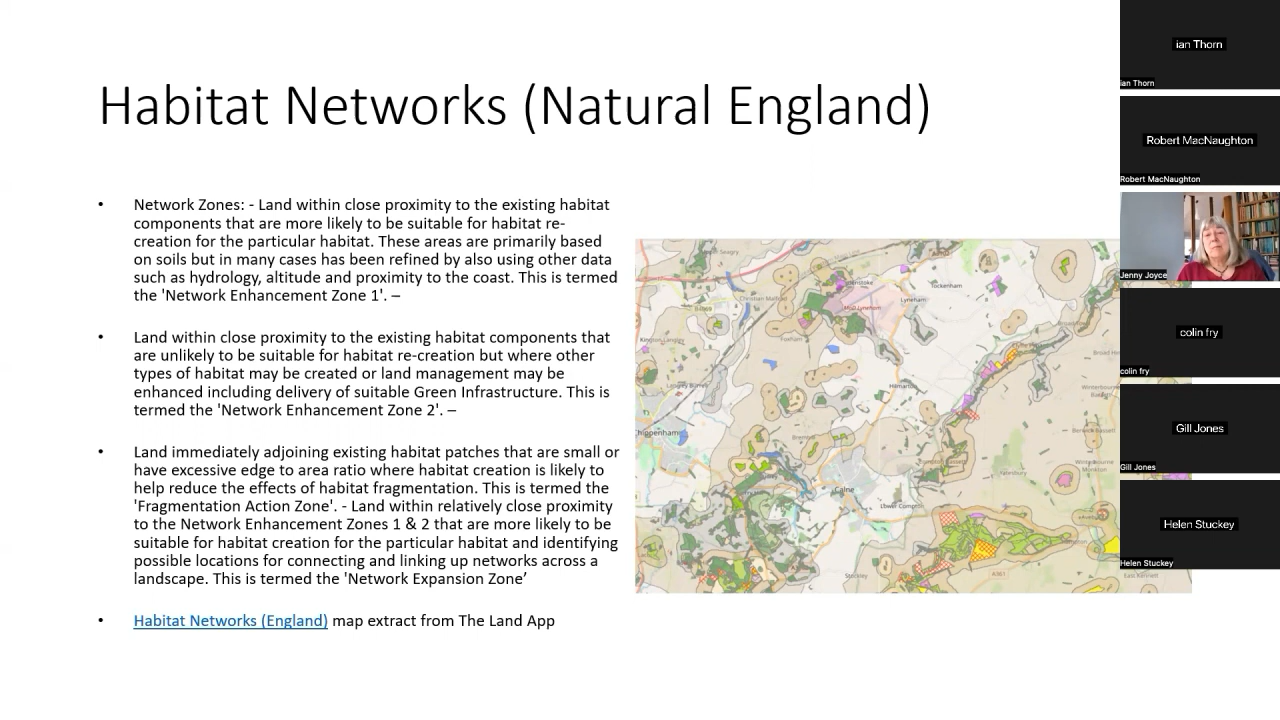 Habitat Networks (Natural England)
• Network Zones: - Land within close proximity to the existing habitat
components that are more likely to be suitable for habitat re-
creation for the particular habitat. These areas are primarily based
on soils but in many cases has been refined by also using other data
such as hydrology, altitude and proximity to the coast. This is termed
the 'Network Enhancement Zone 1'. –
• Land within close proximity to the existing habitat components that
are unlikely to be suitable for habitat re-creation but where other
types of habitat may be created or land management may be
enhanced including delivery of suitable Green Infrastructure. This is
termed the 'Network Enhancement Zone 2'. –
• Land immediately adjoining existing habitat patches that are small or
have excessive edge to area ratio where habitat creation is likely to
help reduce the effects of habitat fragmentation. This is termed the
'Fragmentation Action Zone'. - Land within relatively close proximity
to the Network Enhancement Zones 1 & 2 that are more likely to be
suitable for habitat creation for the particular habitat and identifying
possible locations for connecting and linking up networks across a
landscape. This is termed the 'Network Expansion Zone’
• Habitat Networks (England) map extract from The Land App
Christian Malford
Tockenham
Lyneham
Hilmarton
Chippenham
Calne
Yatesbury
Stockley
A361
East Kennett
ian Thorn
ian Thorn
Robert MacNaughton
Robert MacNaughton
Jenny Joyce
colin fry
colin fry
Gill Jones
Gill Jones
Helen Stuckey
Helen Stuckey